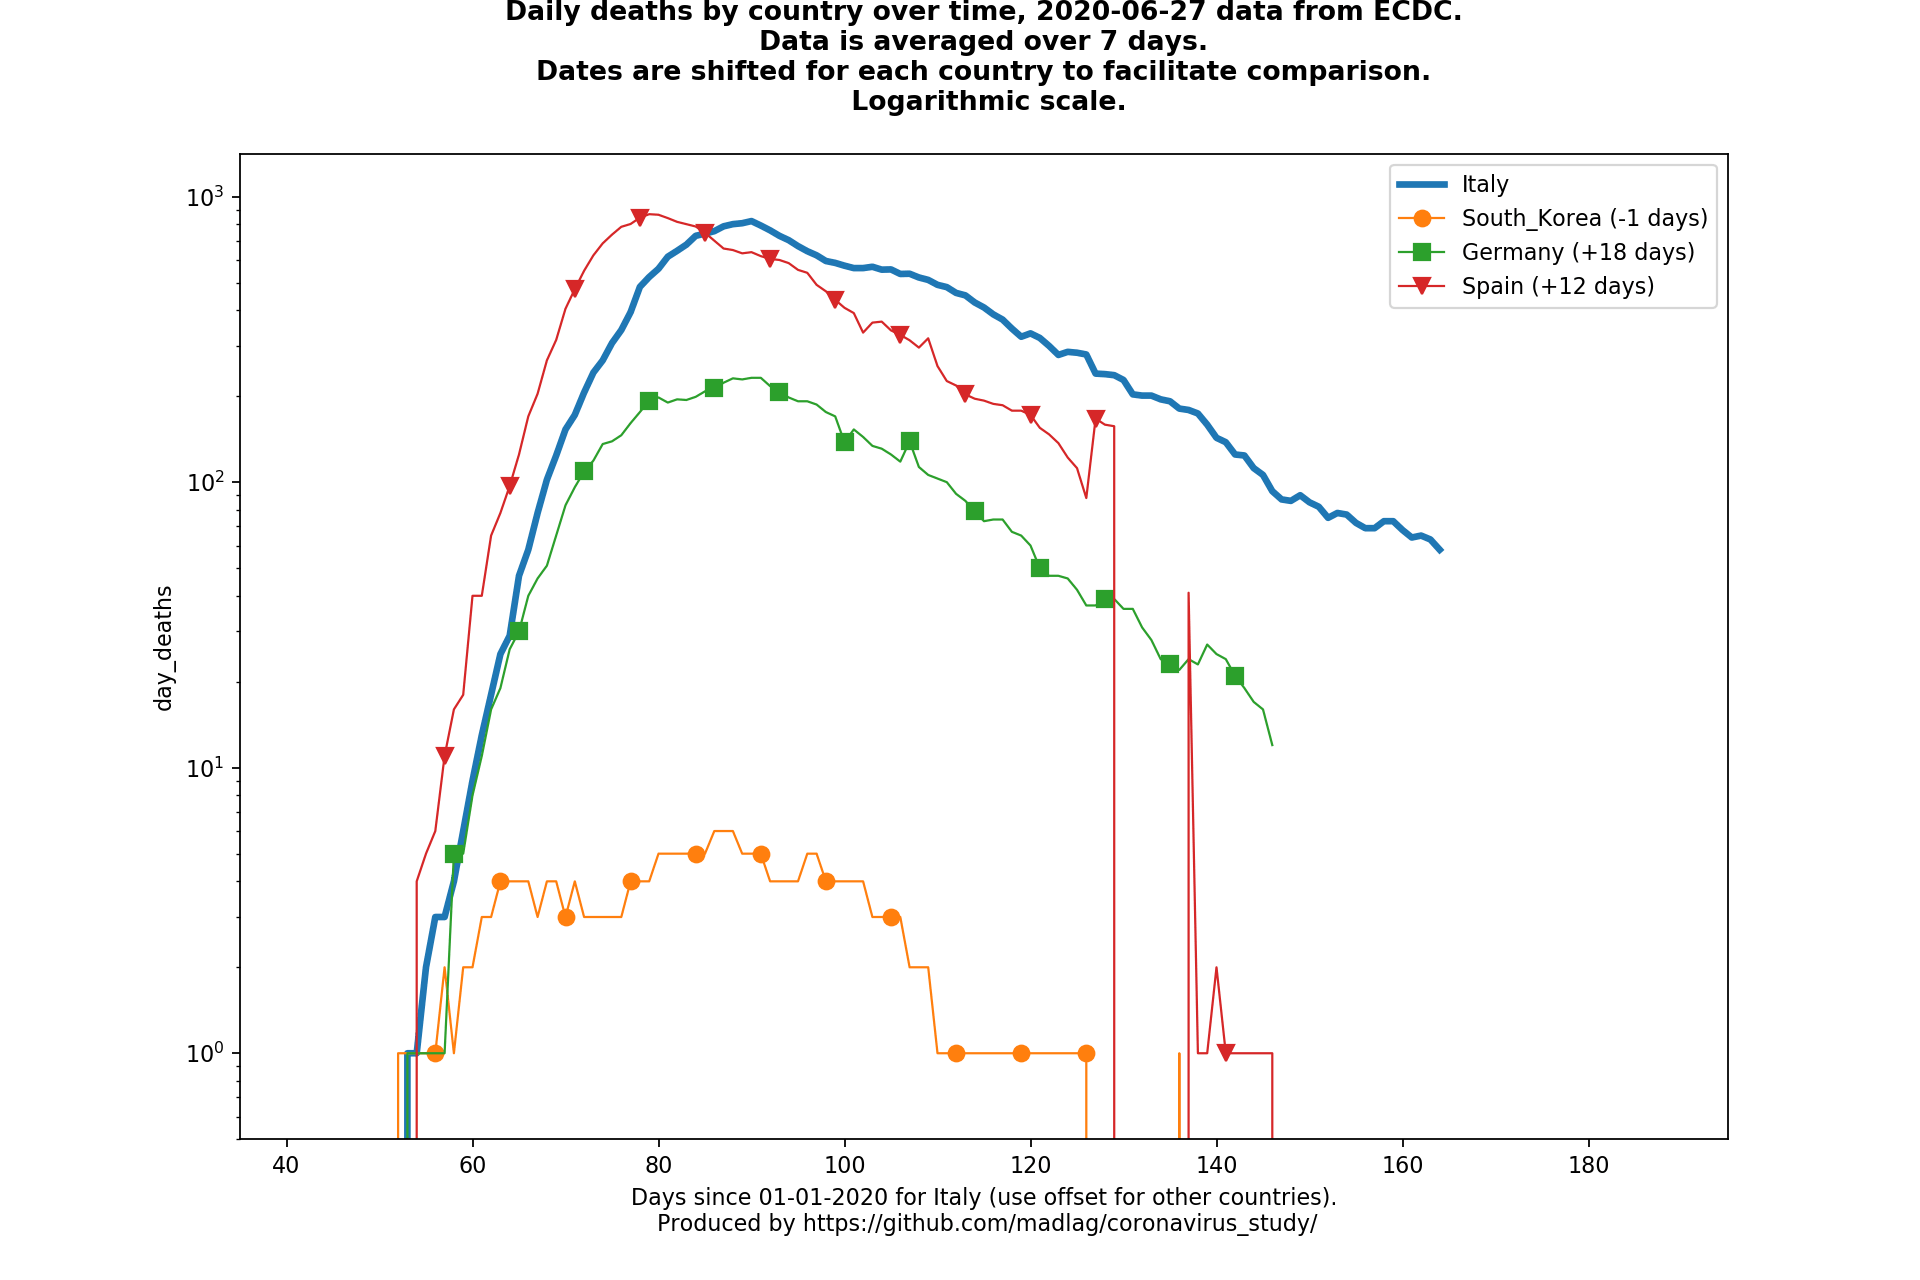 Daily deaths by country over time, 2020-06-27 data from ECDC.
Data is averaged over 7 days.
Dates are shifted for each country to facilitate comparison.
Logarithmic scale.
Italy
South_Korea (-1 days)
Germany (+18 days)
Spain (+12 days)
10³
10²
10¹
10⁰
day_deaths
40 60 80 100 120 140 160 180
Days since 01-01-2020 for Italy (use offset for other countries).
Produced by https://github.com/madlag/coronavirus_study/